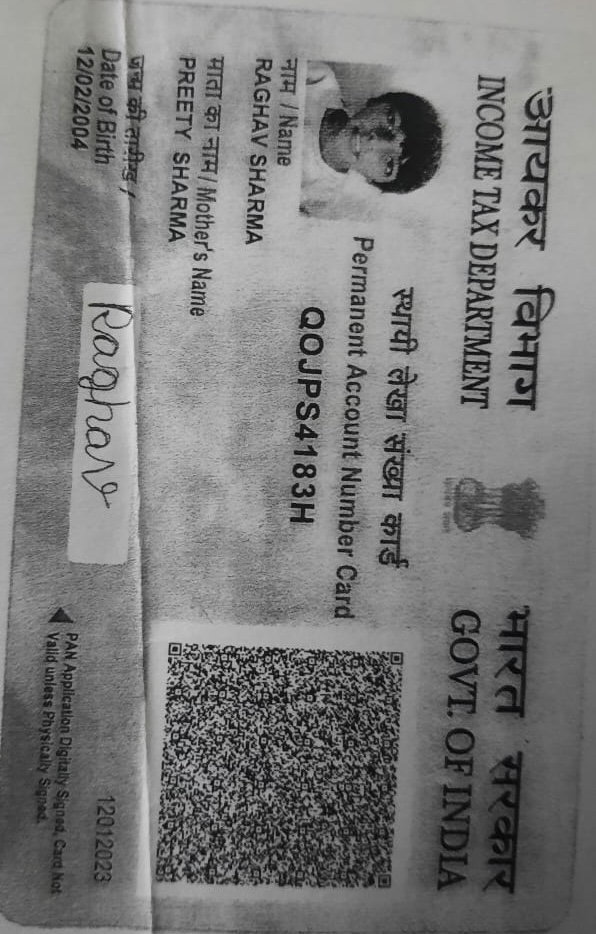 आयकर विभाग
INCOME TAX DEPARTMENT
भारत सरकार
GOVT. OF INDIA
स्थायी लेखा संख्या कार्ड
Permanent Account Number Card
QOJPS4183H
नाम / Name
RAGHAV SHARMA
माता का नाम / Mother's Name
PREETY SHARMA
जन्म की तारीख /
Date of Birth
12/02/2004
Raghav
12012023
PAN Application Digitally Signed, Card Not
Valid unless Physically Signed.